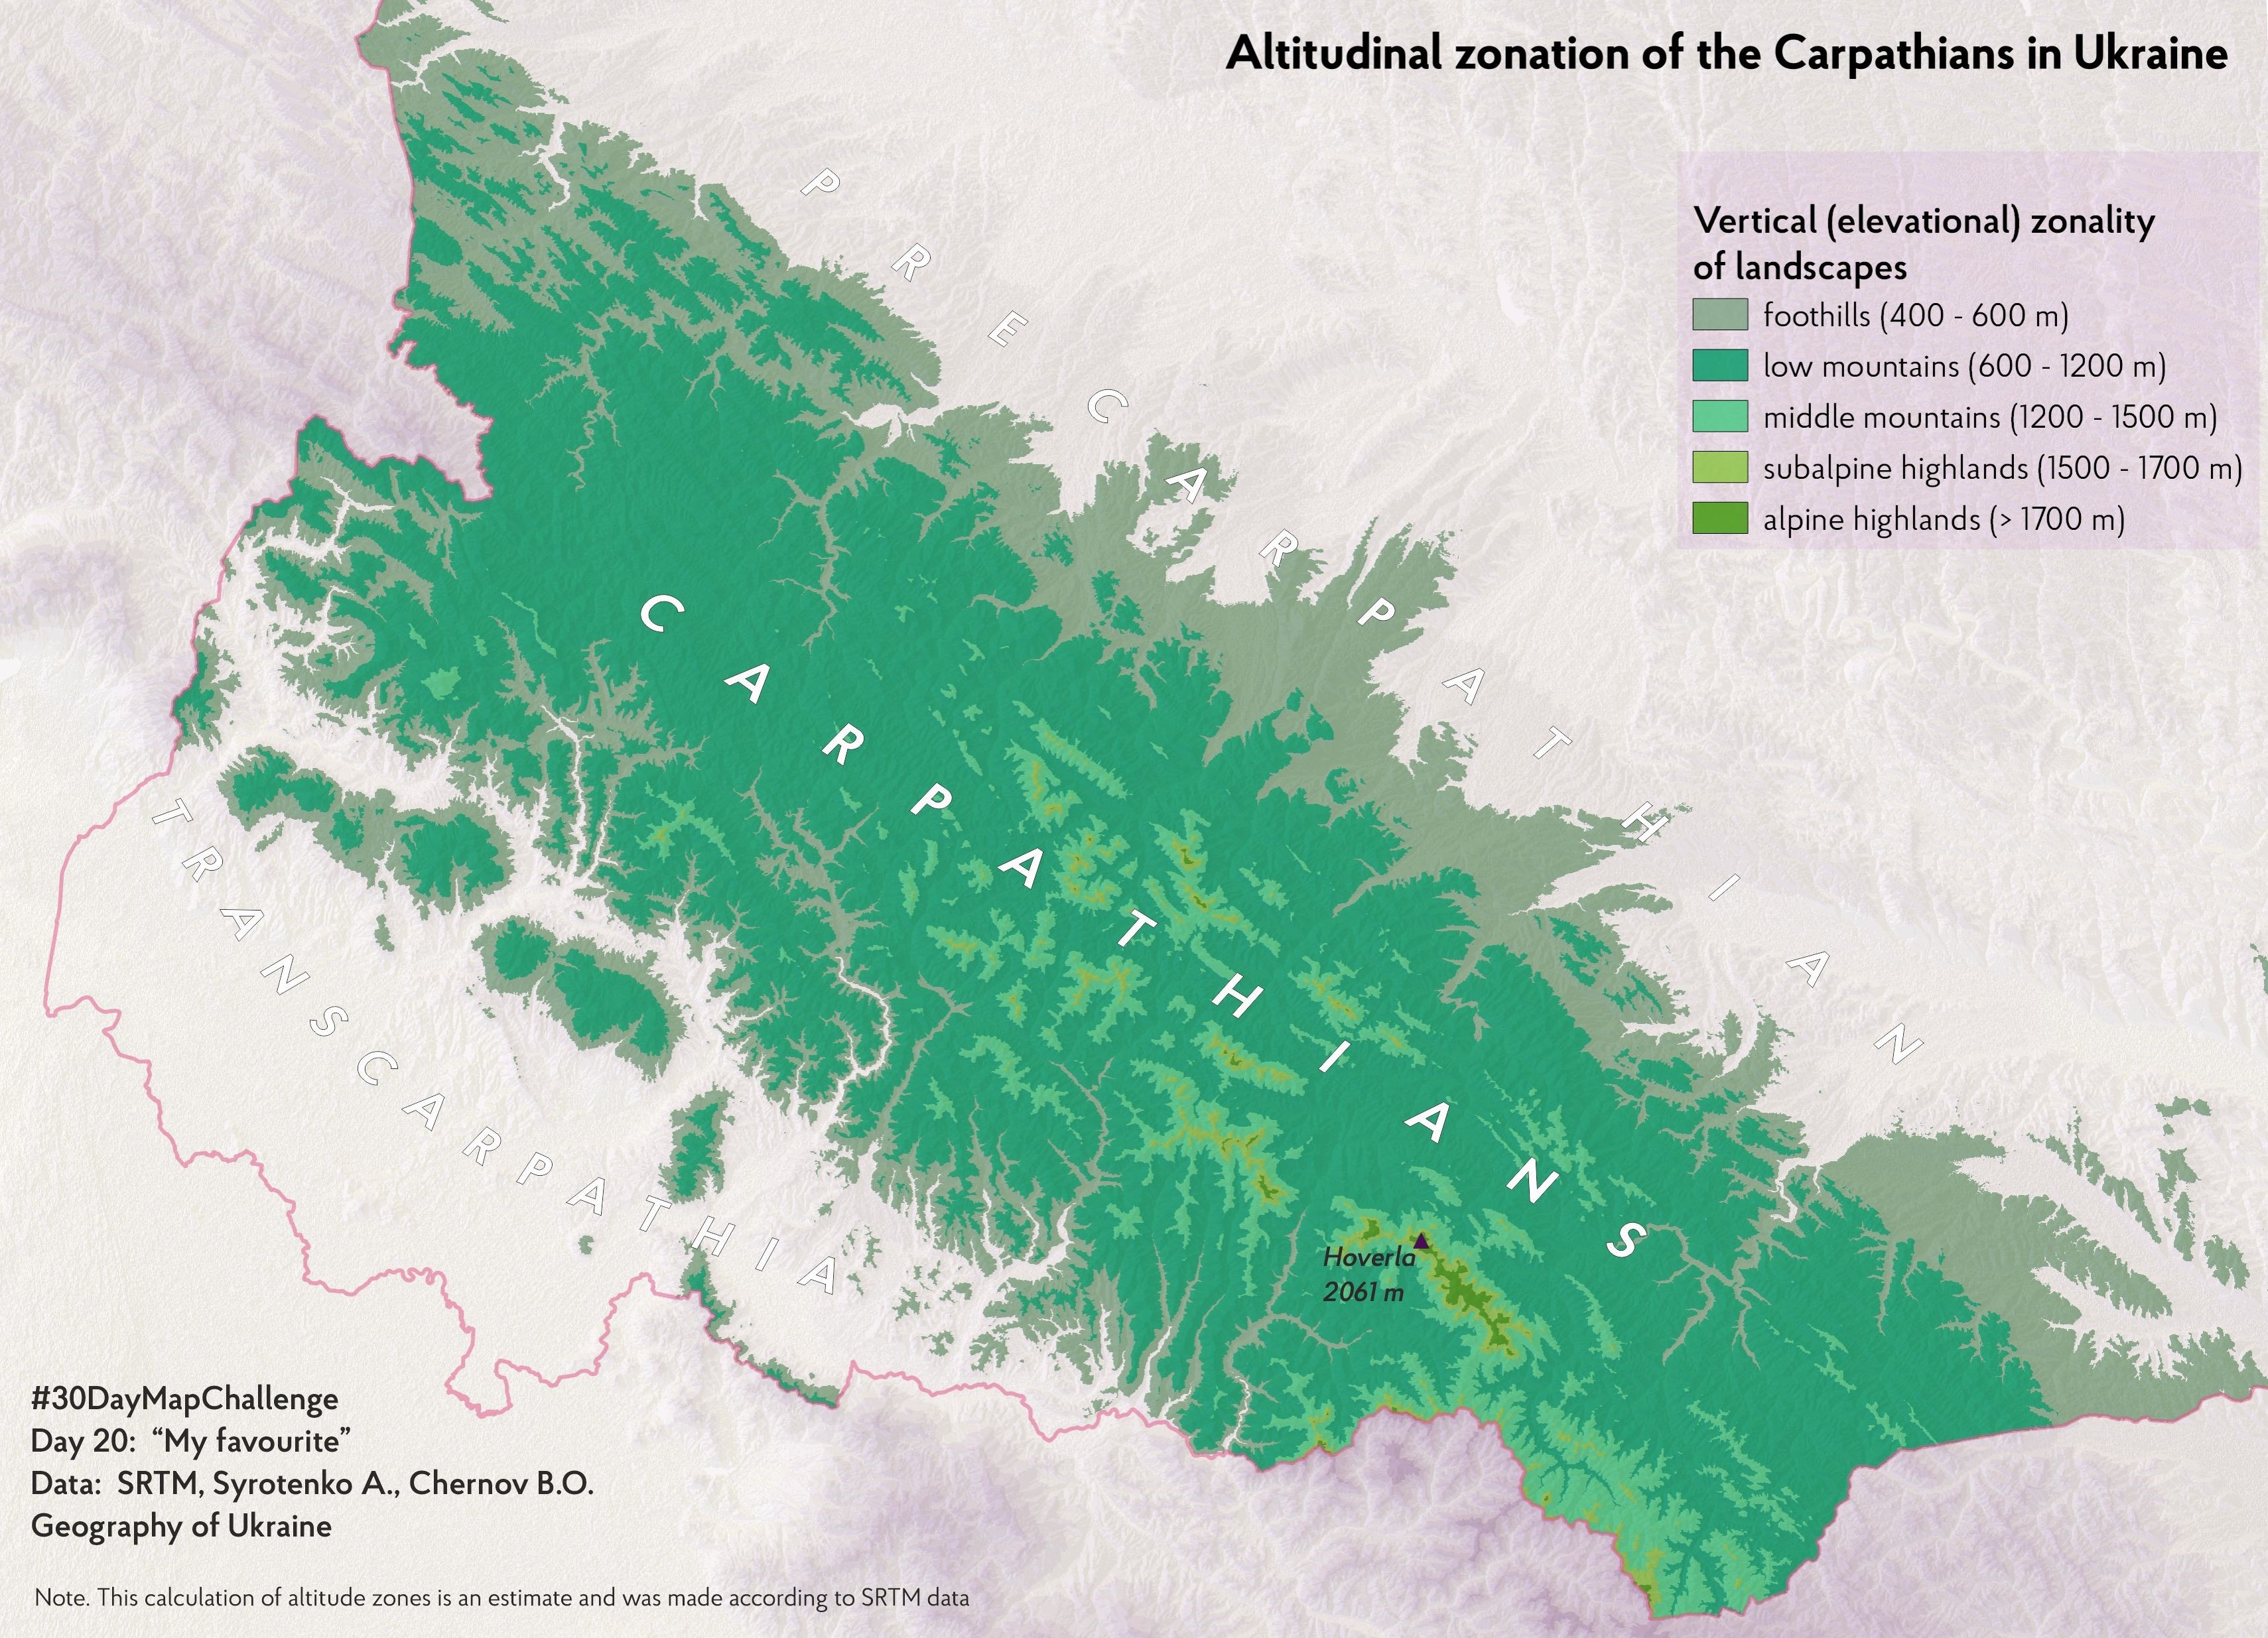 Altitudinal zonation of the Carpathians in Ukraine
Vertical (elevational) zonality
of landscapes
foothills (400 - 600 m)
low mountains (600 - 1200 m)
middle mountains (1200 - 1500 m)
subalpine highlands (1500 - 1700 m)
alpine highlands (> 1700 m)
PRECARPATHIAN
CARPATHIANS
TRANSCARPATHIA
Hoverla
2061 m
#30DayMapChallenge
Day 20: “My favourite”
Data: SRTM, Syrotenko A., Chernov B.O.
Geography of Ukraine
Note. This calculation of altitude zones is an estimate and was made according to SRTM data